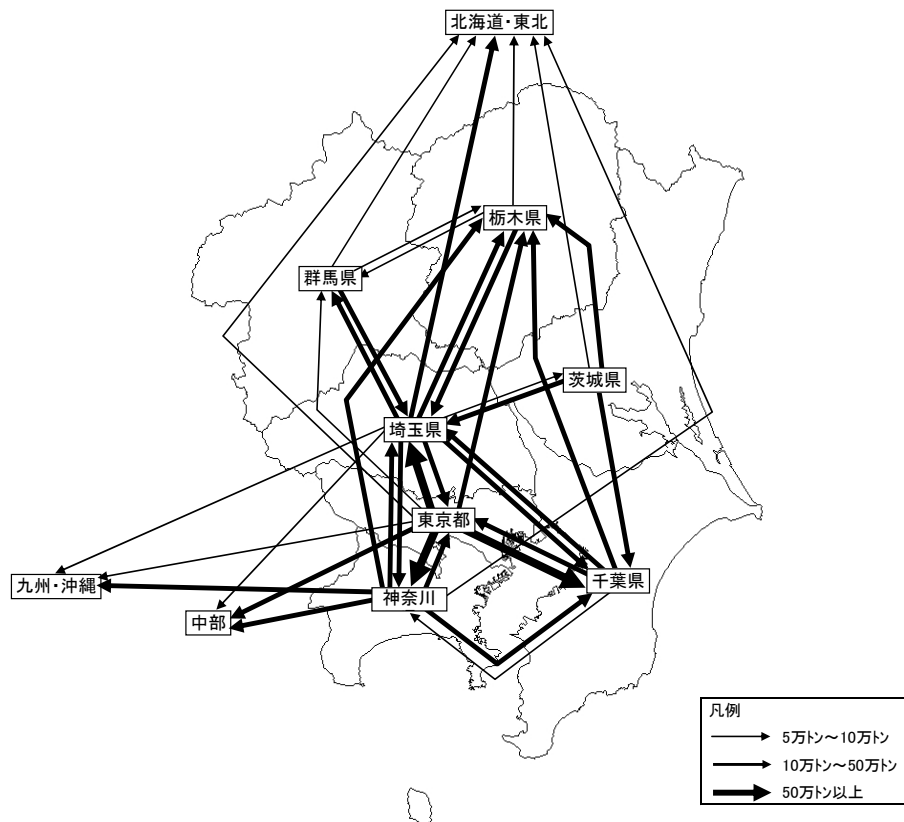 北海道・東北
栃木県
群馬県
茨城県
埼玉県
東京都
千葉県
九州・沖縄
神奈川
中部
凡例
5万トン～10万トン
10万トン～50万トン
50万トン以上